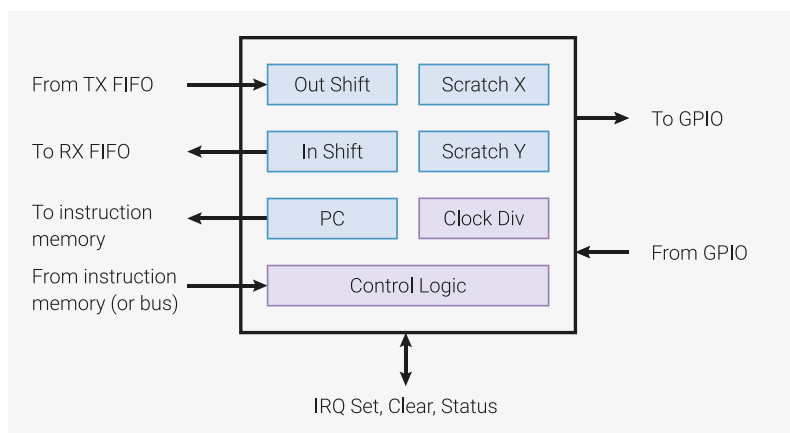 From TX FIFO
Out Shift
Scratch X
To GPIO
To RX FIFO
In Shift
Scratch Y
To instruction
memory
PC
Clock Div
From GPIO
From instruction
memory (or bus)
Control Logic
IRQ Set, Clear, Status